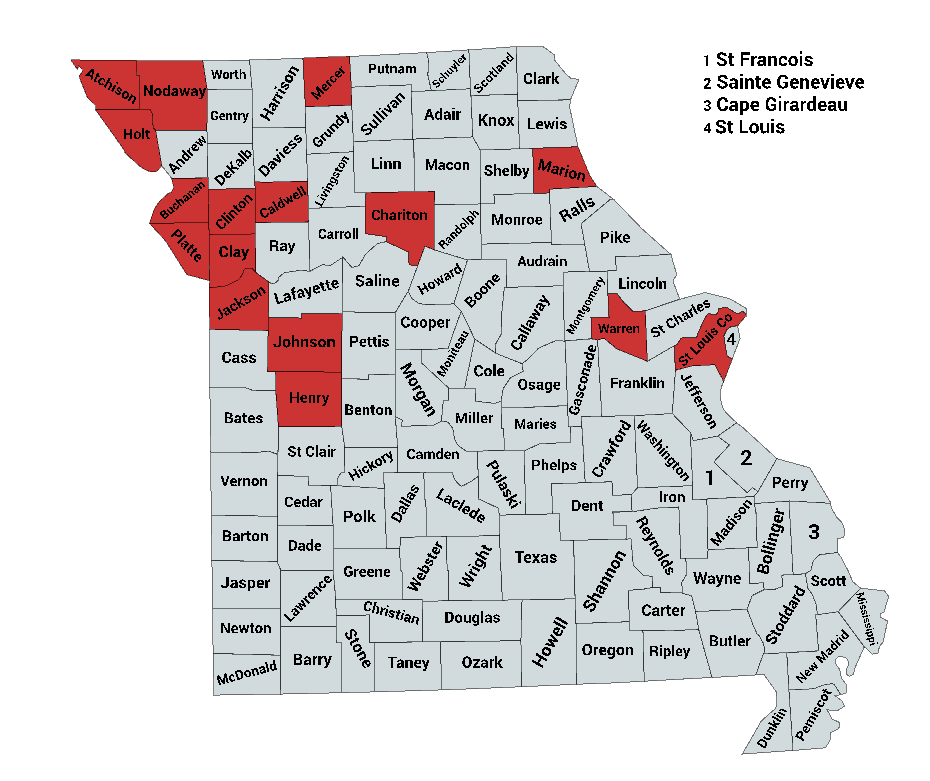 1 St Francois
2 Sainte Genevieve
3 Cape Girardeau
4 St Louis
Atchison
Nodaway
Worth
Harrison
Mercer
Putnam
Schuyler
Scotland
Clark
Holt
Andrew
Gentry
DeKalb
Daviess
Grundy
Sullivan
Adair
Knox
Lewis
Buchanan
Clinton
Caldwell
Livingston
Linn
Macon
Shelby
Marion
Platte
Clay
Ray
Carroll
Chariton
Randolph
Monroe
Ralls
Pike
Jackson
Lafayette
Saline
Howard
Boone
Audrain
Callaway
Montgomery
Lincoln
Warren
St Charles
St Louis Co
4
Cass
Johnson
Pettis
Cooper
Moniteau
Cole
Osage
Gasconade
Franklin
Jefferson
Bates
Henry
Benton
Morgan
Miller
Maries
Crawford
Washington
1
2
Perry
Vernon
St Clair
Hickory
Camden
Pulaski
Phelps
Dent
Iron
Madison
Bollinger
3
Cedar
Polk
Dallas
Laclede
Texas
Reynolds
Barton
Dade
Greene
Webster
Wright
Shannon
Wayne
Stoddard
Scott
Mississippi
Jasper
Lawrence
Christian
Douglas
Howell
Carter
Butler
New Madrid
Newton
Barry
Stone
Taney
Ozark
Oregon
Ripley
McDonald
Dunklin
Pemiscot